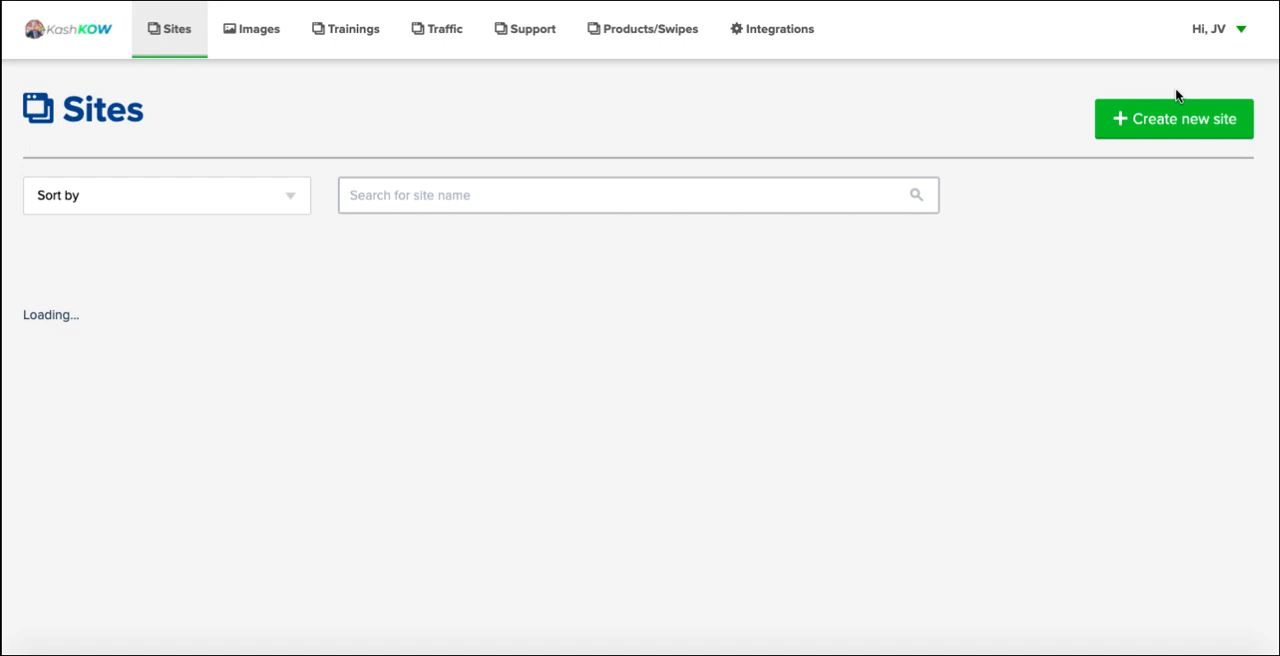 KashKOW Sites Images Trainings Traffic Support Products/Swipes Integrations Hi, JV
Sites
+ Create new site
Sort by Search for site name
Loading...